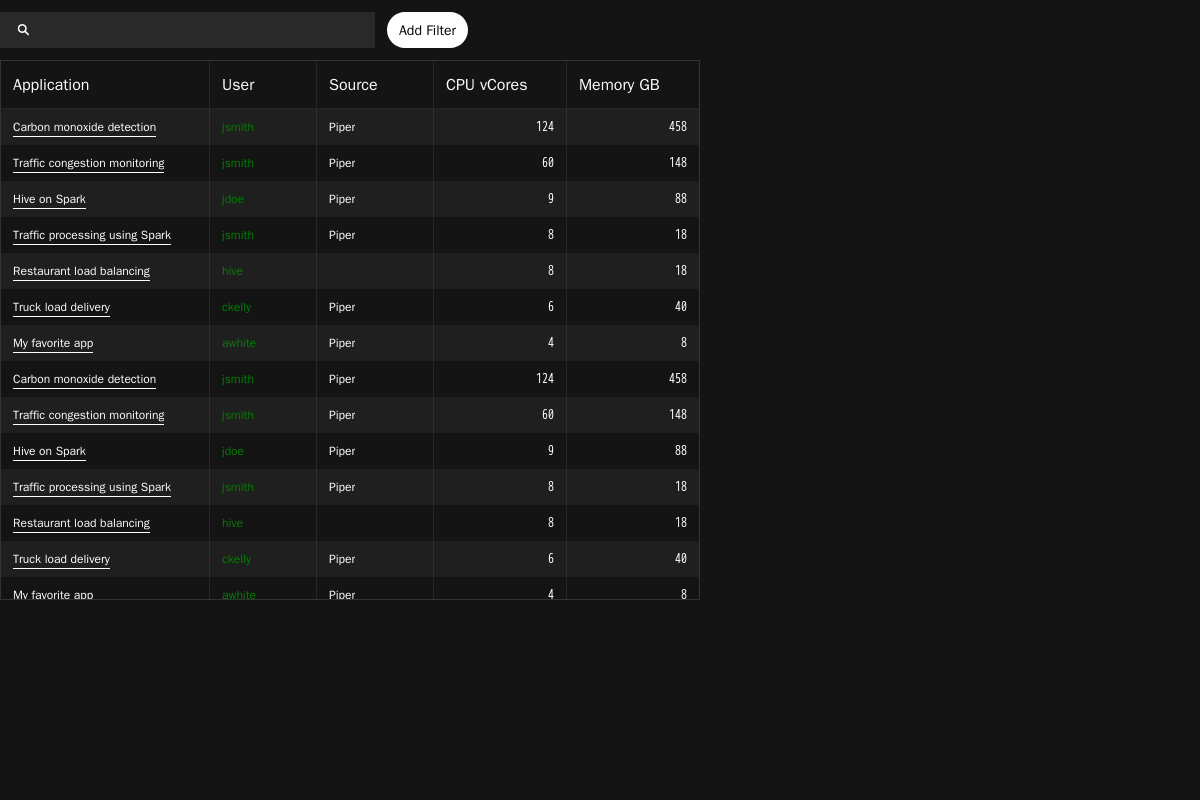 Add Filter
Application User Source CPU vCores Memory GB
Carbon monoxide detection jsmith Piper 124 458
Traffic congestion monitoring jsmith Piper 60 148
Hive on Spark jdoe Piper 9 88
Traffic processing using Spark jsmith Piper 8 18
Restaurant load balancing hive 8 18
Truck load delivery ckelly Piper 6 40
My favorite app awhite Piper 4 8
Carbon monoxide detection jsmith Piper 124 458
Traffic congestion monitoring jsmith Piper 60 148
Hive on Spark jdoe Piper 9 88
Traffic processing using Spark jsmith Piper 8 18
Restaurant load balancing hive 8 18
Truck load delivery ckelly Piper 6 40
My favorite app awhite Piper 4 8